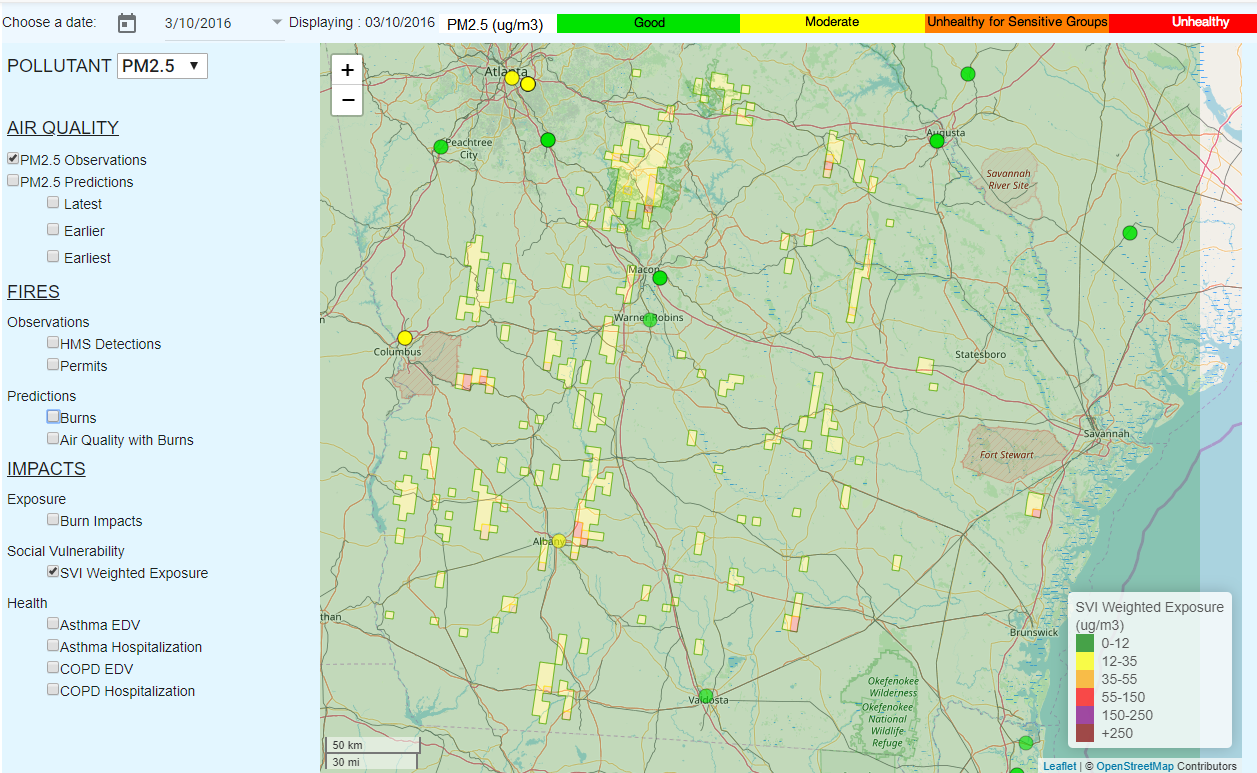 Choose a date:
3/10/2016
Displaying : 03/10/2016
PM2.5 (ug/m3)
Good
Moderate
Unhealthy for Sensitive Groups
Unhealthy
POLLUTANT
PM2.5
AIR QUALITY
PM2.5 Observations
PM2.5 Predictions
Latest
Earlier
Earliest
FIRES
Observations
HMS Detections
Permits
Predictions
Burns
Air Quality with Burns
IMPACTS
Exposure
Burn Impacts
Social Vulnerability
SVI Weighted Exposure
Health
Asthma EDV
Asthma Hospitalization
COPD EDV
COPD Hospitalization
+
−
Atlanta
Peachtree
City
Augusta
Savannah
River Site
Macon
Warner Robins
n
Columbus
Statesboro
Savannah
Fort Stewart
Albany
than
Brunswick
Okefenokee
Wilderness
Okefenokee
National
Wildlife
Refuge
Valdosta
SVI Weighted Exposure
(ug/m3)
0-12
12-35
35-55
55-150
150-250
+250
50 km
30 mi
Leaflet | © OpenStreetMap Contributors